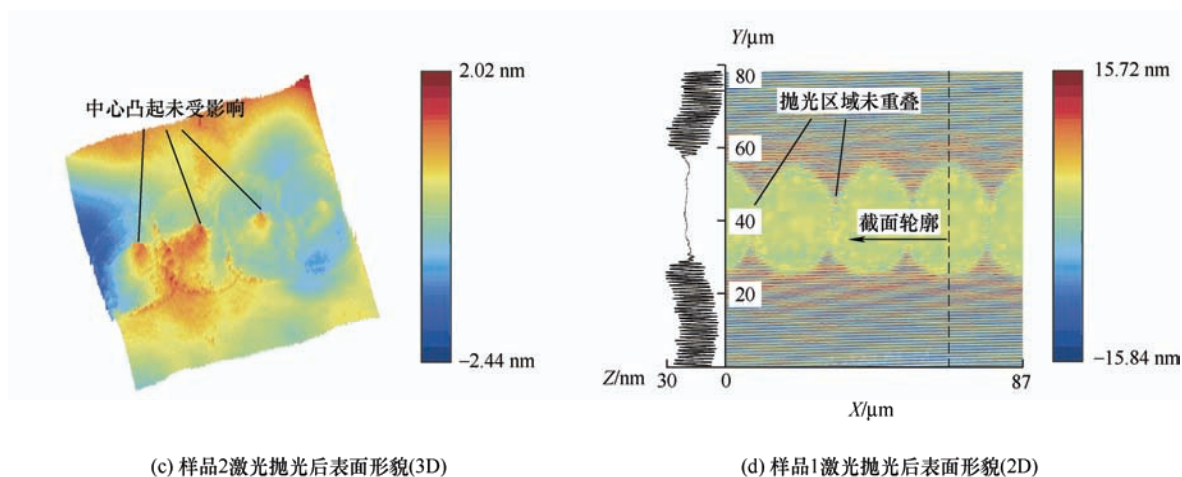 2.02 nm
中心凸起未受影响
−2.44 nm
(c) 样品2激光抛光后表面形貌(3D)
Y/μm
80
15.72 nm
抛光区域未重叠
60
40
截面轮廓
20
−15.84 nm
Z/nm 30 0 87
X/μm
(d) 样品1激光抛光后表面形貌(2D)